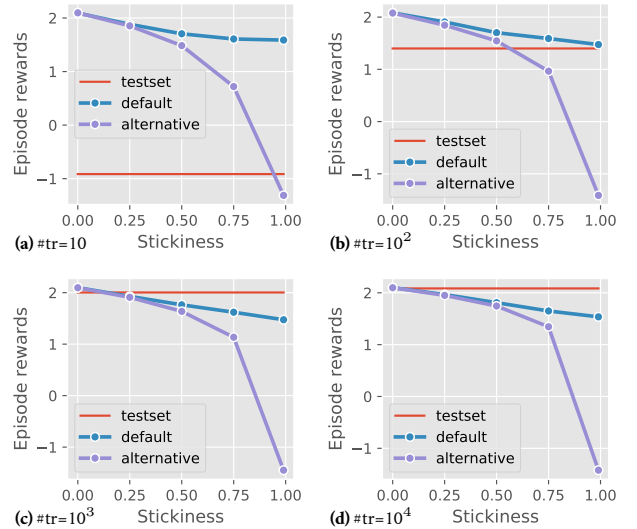 2
1
0
−1
Episode rewards
testset
default
alternative
0.00 0.25 0.50 0.75 1.00
(a) #tr=10 Stickiness
2
1
0
−1
Episode rewards
testset
default
alternative
0.00 0.25 0.50 0.75 1.00
(b) #tr=10² Stickiness
2
1
0
−1
Episode rewards
testset
default
alternative
0.00 0.25 0.50 0.75 1.00
(c) #tr=10³ Stickiness
2
1
0
−1
Episode rewards
testset
default
alternative
0.00 0.25 0.50 0.75 1.00
(d) #tr=10⁴ Stickiness